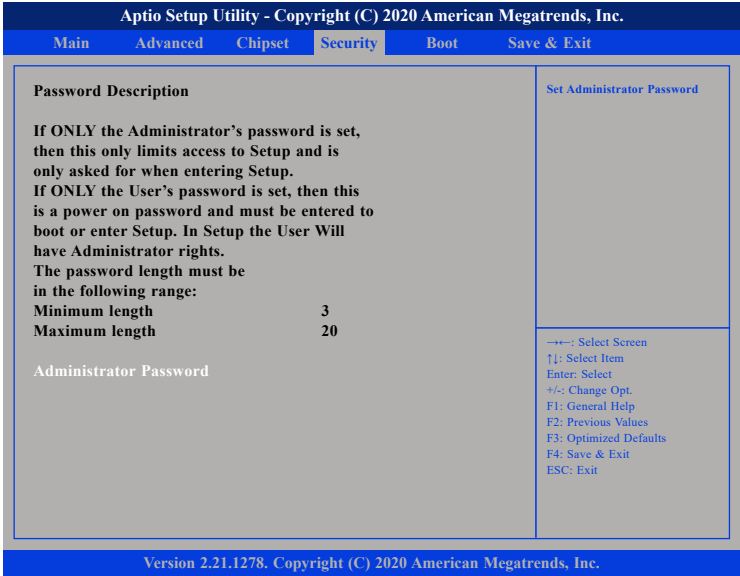 Aptio Setup Utility - Copyright (C) 2020 American Megatrends, Inc.
Main Advanced Chipset Security Boot Save & Exit
Password Description
If ONLY the Administrator's password is set,
then this only limits access to Setup and is
only asked for when entering Setup.
If ONLY the User's password is set, then this
is a power on password and must be entered to
boot or enter Setup. In Setup the User Will
have Administrator rights.
The password length must be
in the following range:
Minimum length 3
Maximum length 20
Administrator Password
Set Administrator Password
→←: Select Screen
↑↓: Select Item
Enter: Select
+/-: Change Opt.
F1: General Help
F2: Previous Values
F3: Optimized Defaults
F4: Save & Exit
ESC: Exit
Version 2.21.1278. Copyright (C) 2020 American Megatrends, Inc.